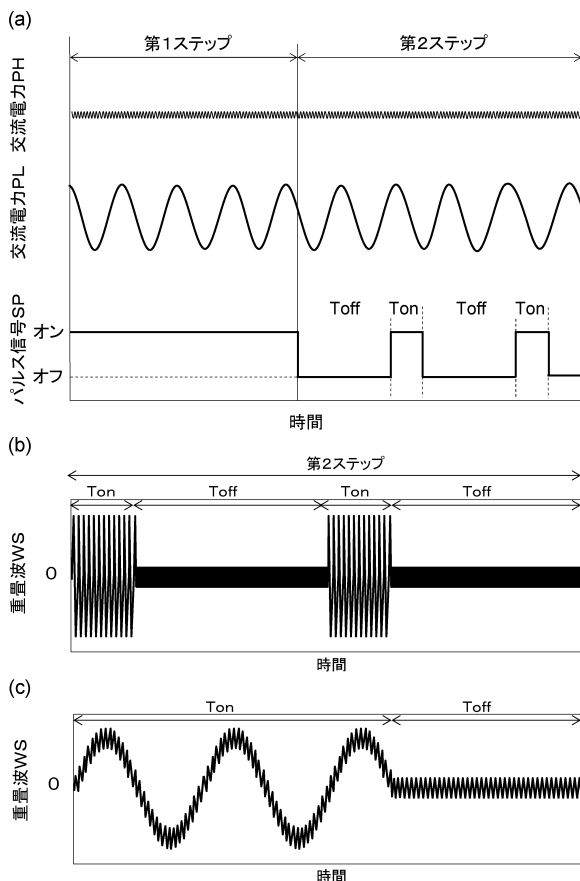 (a)
第1ステップ
第2ステップ
交流電力PH
交流電力PL
パルス信号SP
オン
オフ
Toff
Ton
Toff
Ton
時間
(b)
第2ステップ
Ton
Toff
Ton
Toff
重畳波WS
0
時間
(c)
Ton
Toff
重畳波WS
0
時間